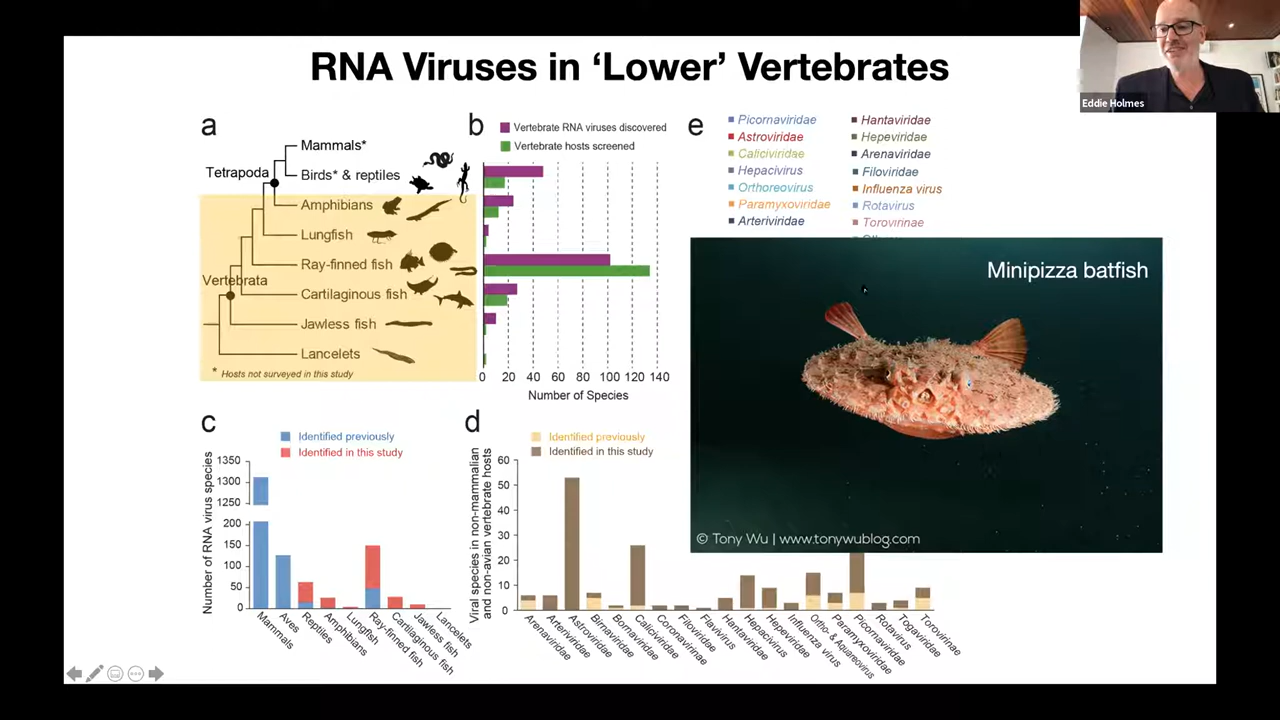 RNA Viruses in ‘Lower’ Vertebrates
Eddie Holmes
a
Mammals*
Tetrapoda
Birds* & reptiles
Amphibians
Lungfish
Ray-finned fish
Vertebrata
Cartilaginous fish
Jawless fish
Lancelets
* Hosts not surveyed in this study
b
Vertebrate RNA viruses discovered
Vertebrate hosts screened
0 20 40 60 80 100 120 140
Number of Species
e
Picornaviridae
Astroviridae
Caliciviridae
Hepacivirus
Orthoreovirus
Paramyxoviridae
Arteriviridae
Hantaviridae
Hepeviridae
Arenaviridae
Filoviridae
Influenza virus
Rotavirus
Torovirinae
Minipizza batfish
© Tony Wu | www.tonywublog.com
c
Identified previously
Identified in this study
Number of RNA virus species
1350
1300
1250
200
150
100
50
0
Mammals
Aves
Reptiles
Amphibians
Lungfish
Ray-finned fish
Cartilaginous fish
Jawless fish
Lancelets
d
Identified previously
Identified in this study
Viral species in non-mammalian
and non-avian vertebrate hosts
60
50
40
30
20
10
0
Arenaviridae
Arteriviridae
Astroviridae
Birnaviridae
Bornaviridae
Caliciviridae
Coronavirinae
Filoviridae
Flavivirus
Hantaviridae
Hepacivirus
Hepeviridae
Influenza virus
Ortho- & Aquareovirus
Paramyxoviridae
Picornaviridae
Rotavirus
Totaviridae
Torovirinae